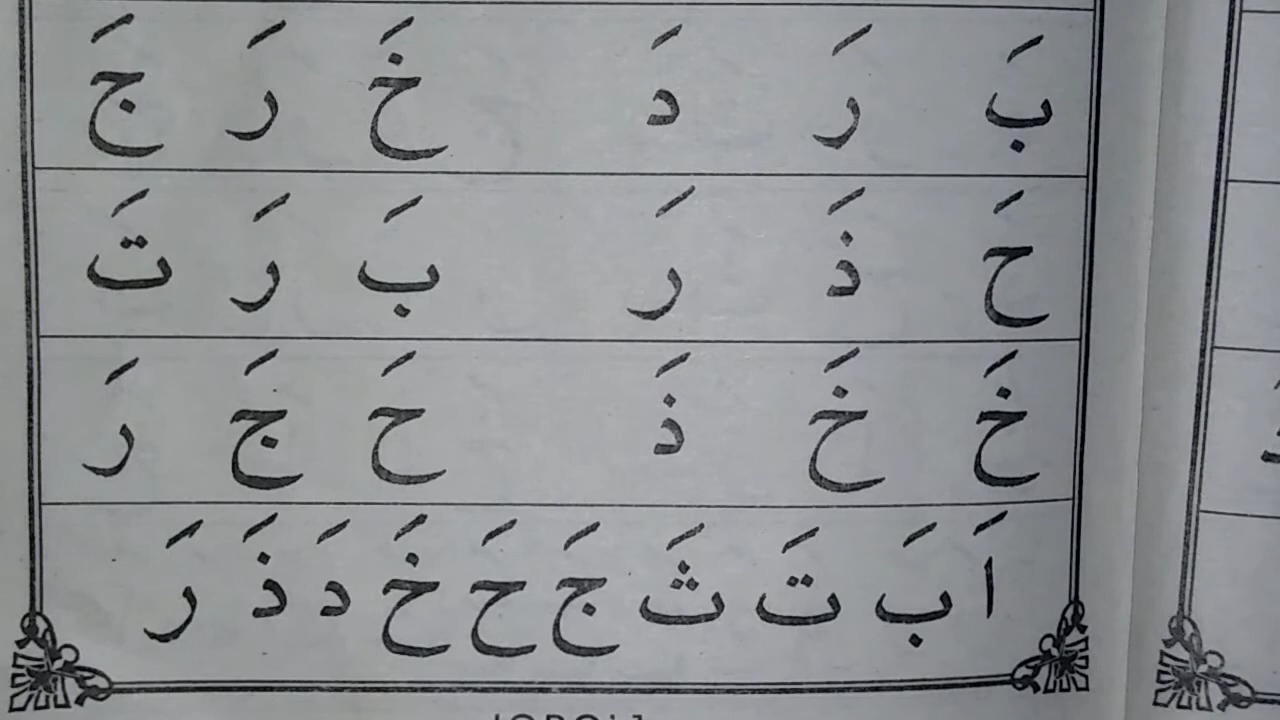 بَ رَ دَ خَ رَ جَ
حَ ذَ رَ بَ رَ تَ
خَ خَ ذَ حَ جَ رَ
اَ بَ تَ ثَ جَ حَ خَ دَ ذَ رَ